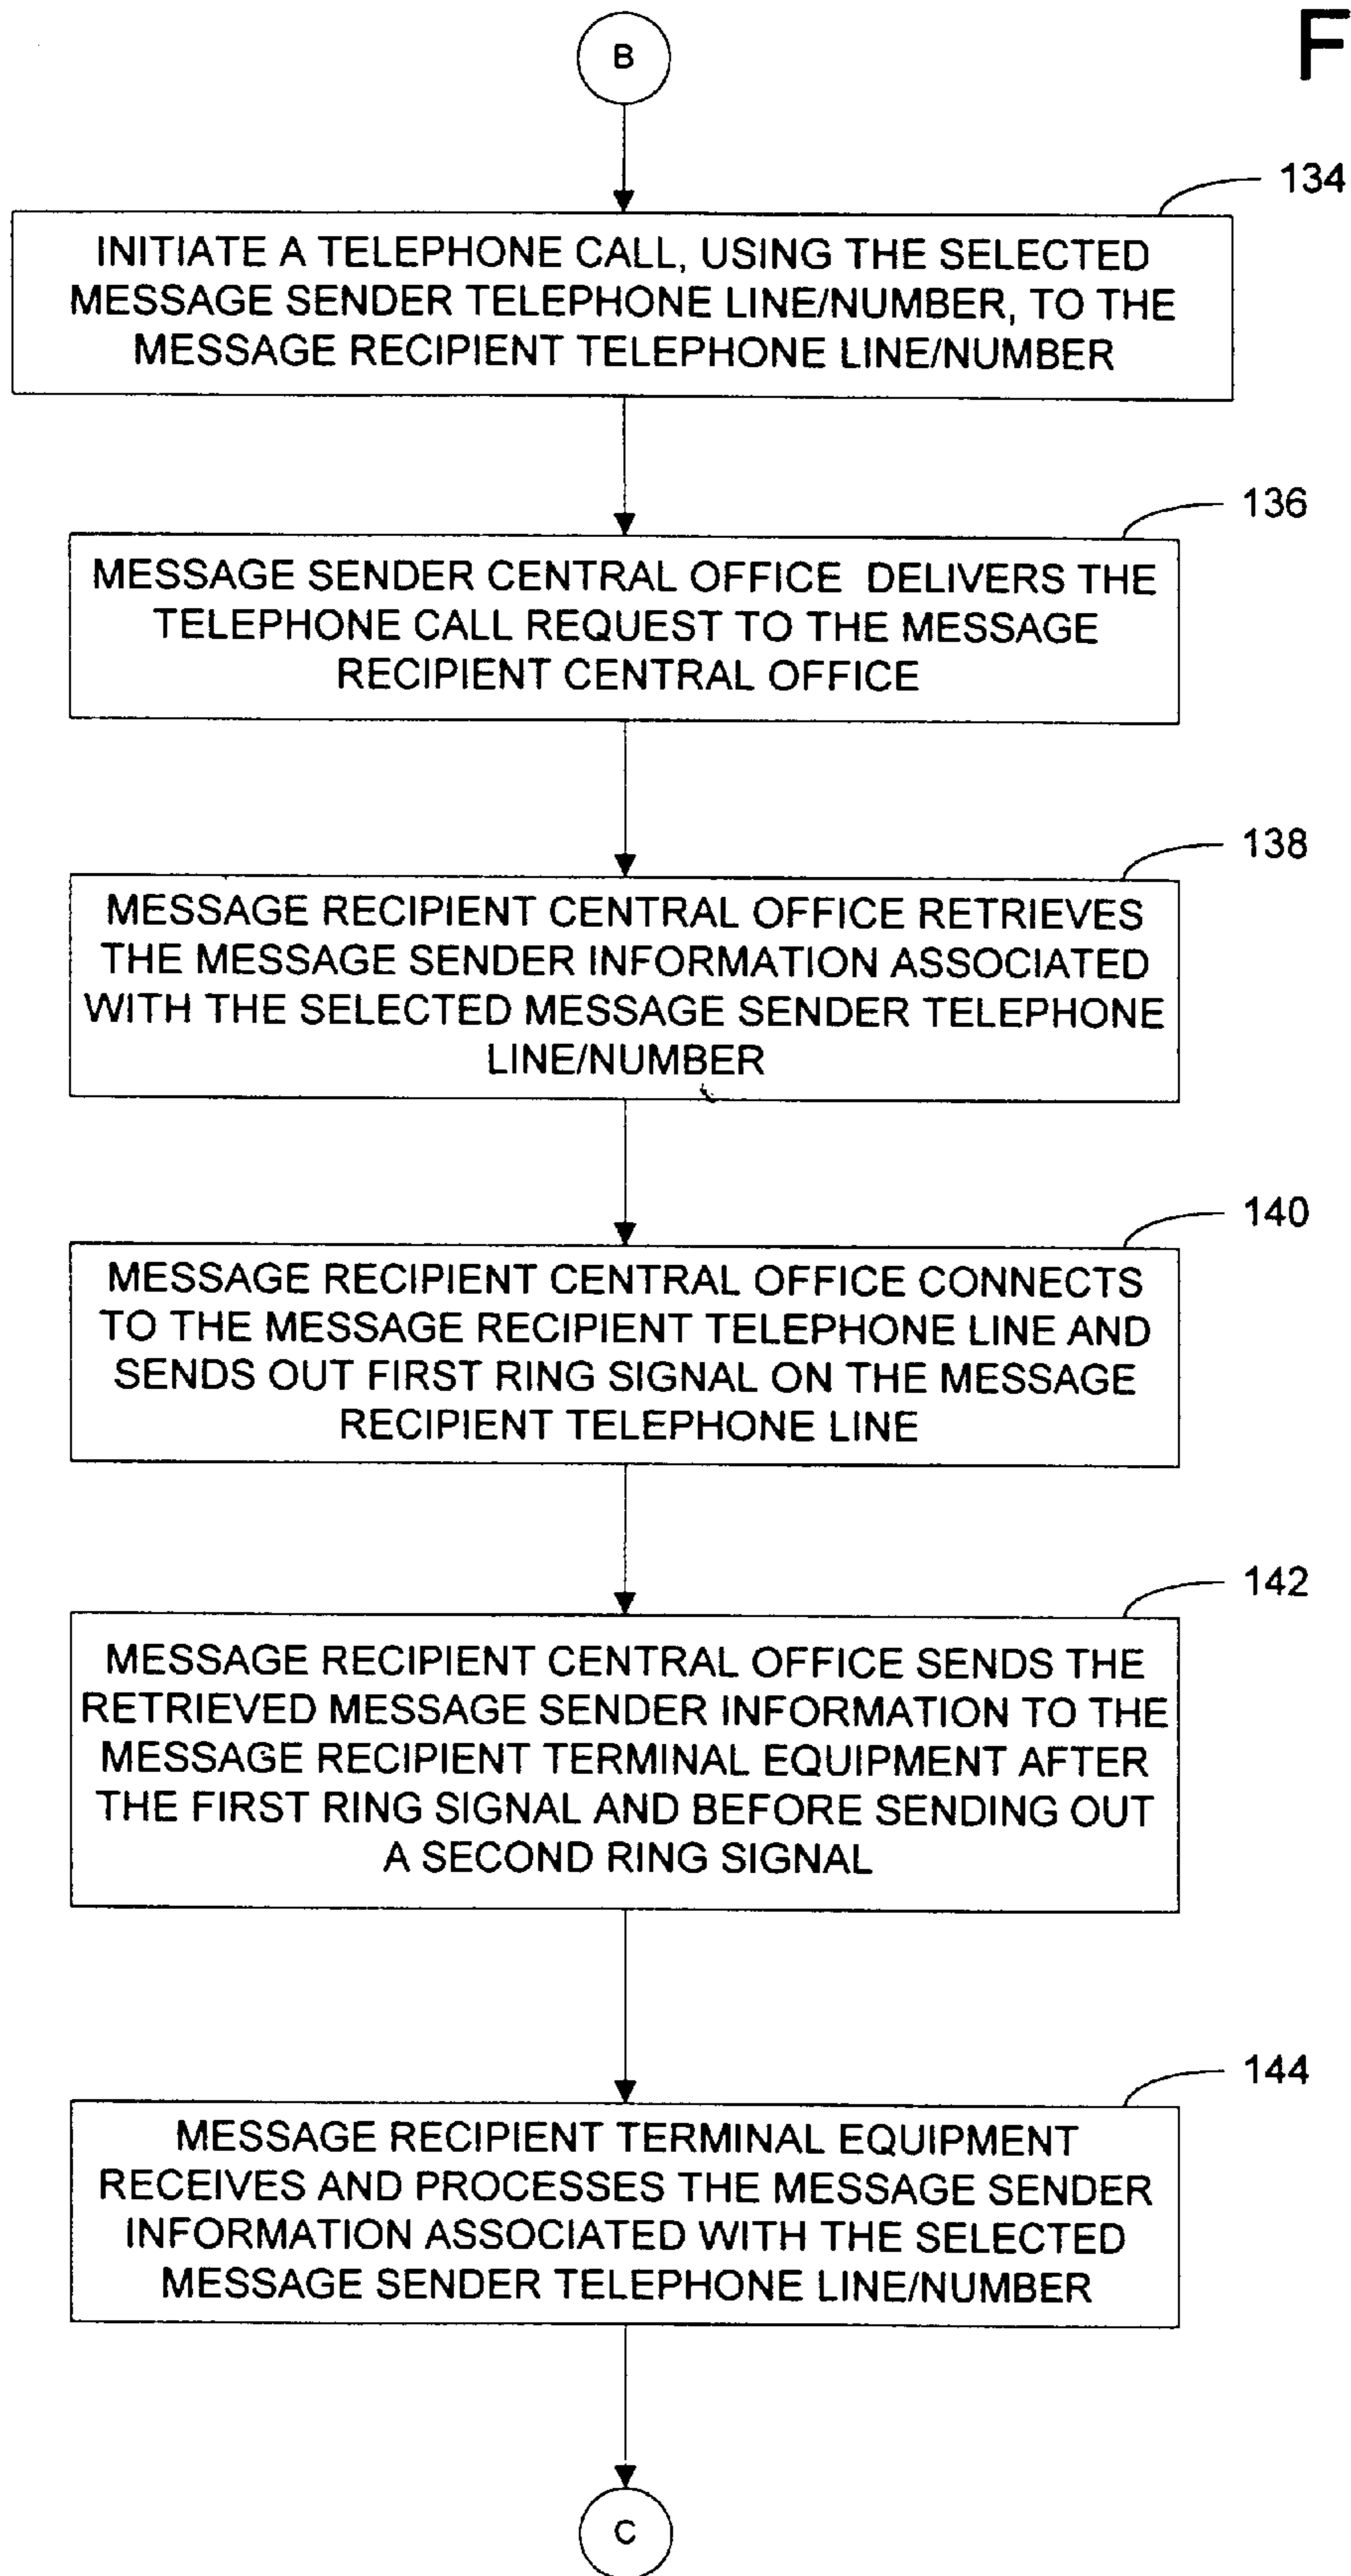 B
F
134
INITIATE A TELEPHONE CALL, USING THE SELECTED
MESSAGE SENDER TELEPHONE LINE/NUMBER, TO THE
MESSAGE RECIPIENT TELEPHONE LINE/NUMBER
136
MESSAGE SENDER CENTRAL OFFICE DELIVERS THE
TELEPHONE CALL REQUEST TO THE MESSAGE
RECIPIENT CENTRAL OFFICE
138
MESSAGE RECIPIENT CENTRAL OFFICE RETRIEVES
THE MESSAGE SENDER INFORMATION ASSOCIATED
WITH THE SELECTED MESSAGE SENDER TELEPHONE
LINE/NUMBER
140
MESSAGE RECIPIENT CENTRAL OFFICE CONNECTS
TO THE MESSAGE RECIPIENT TELEPHONE LINE AND
SENDS OUT FIRST RING SIGNAL ON THE MESSAGE
RECIPIENT TELEPHONE LINE
142
MESSAGE RECIPIENT CENTRAL OFFICE SENDS THE
RETRIEVED MESSAGE SENDER INFORMATION TO THE
MESSAGE RECIPIENT TERMINAL EQUIPMENT AFTER
THE FIRST RING SIGNAL AND BEFORE SENDING OUT
A SECOND RING SIGNAL
144
MESSAGE RECIPIENT TERMINAL EQUIPMENT
RECEIVES AND PROCESSES THE MESSAGE SENDER
INFORMATION ASSOCIATED WITH THE SELECTED
MESSAGE SENDER TELEPHONE LINE/NUMBER
C